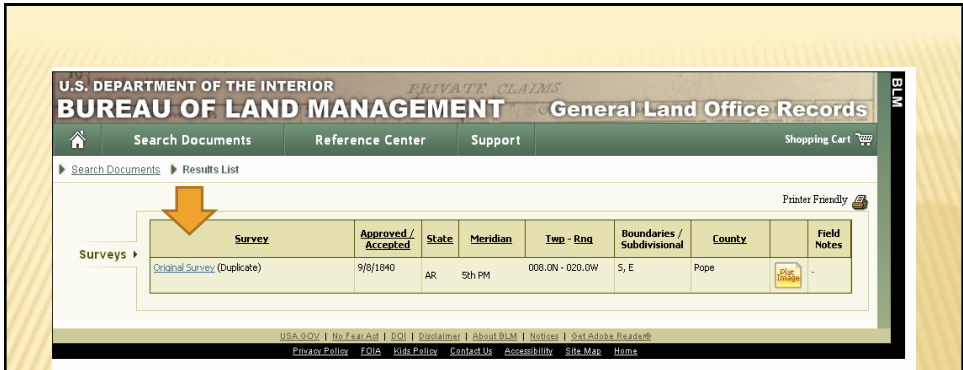 PRIVATE CLAIMS
U.S. DEPARTMENT OF THE INTERIOR
BUREAU OF LAND MANAGEMENT General Land Office Records
BLM
Search Documents Reference Center Support Shopping Cart
Search Documents Results List
Printer Friendly
Surveys
Survey Approved / Accepted State Meridian Twp - Rng Boundaries / Subdivisional County Field Notes
Original Survey (Duplicate) 9/8/1840 AR 5th PM 008.0N - 020.0W S, E Pope Plat Image -
USA.GOV | No Fear Act | DOI | Disclaimer | About BLM | Notices | Get Adobe Reader®
Privacy Policy FOIA Kids Policy Contact Us Accessibility Site Map Home